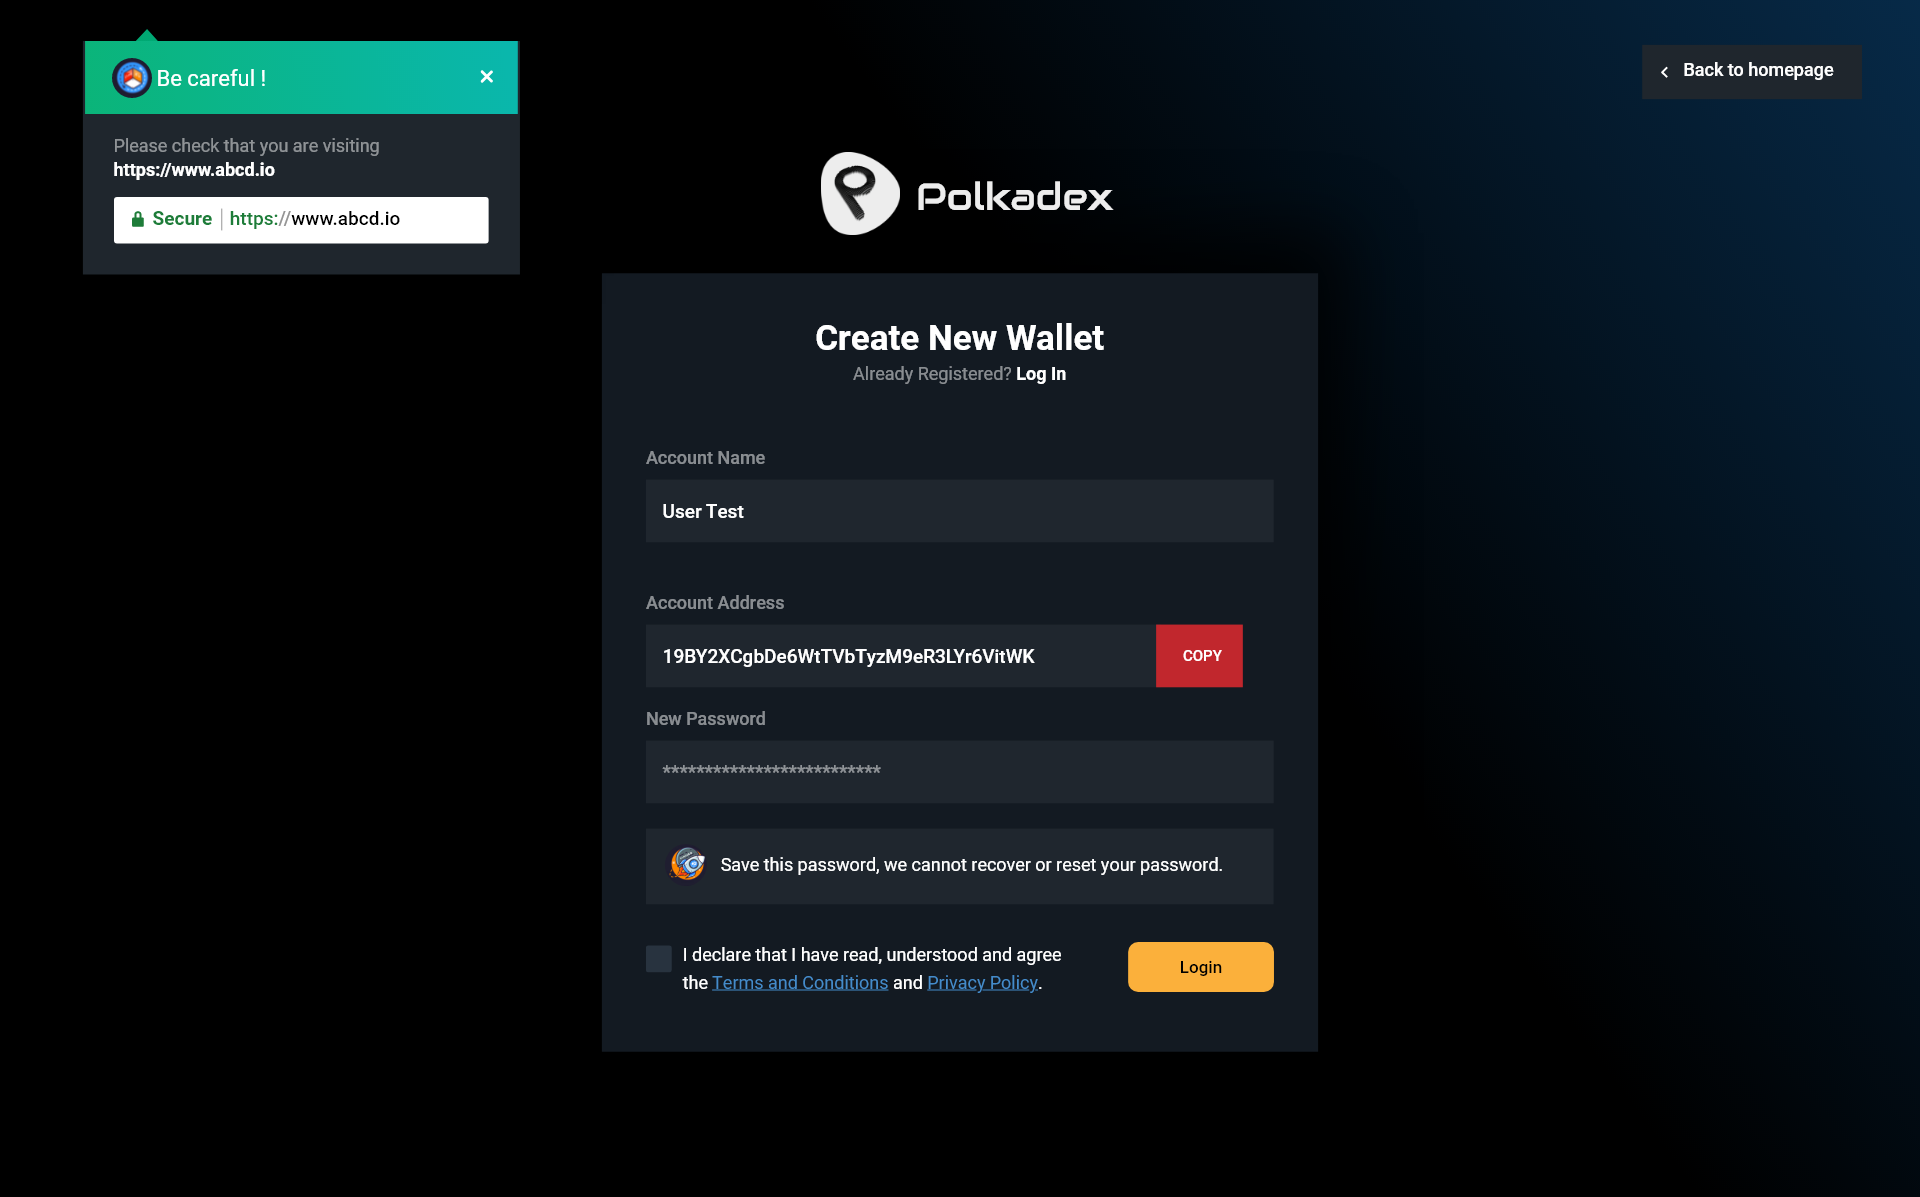 Be careful !
Please check that you are visiting
https://www.abcd.io
Secure | https://www.abcd.io
Back to homepage
Polkadex
Create New Wallet
Already Registered? Log In
Account Name
User Test
Account Address
19BY2XCgbDe6WtTVbTyzM9eR3LYr6VitWK
COPY
New Password
**************************
Save this password, we cannot recover or reset your password.
I declare that I have read, understood and agree
the Terms and Conditions and Privacy Policy.
Login